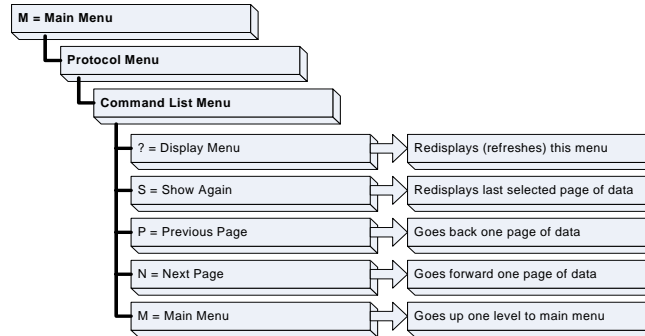 M = Main Menu
Protocol Menu
Command List Menu
? = Display Menu
Redisplays (refreshes) this menu
S = Show Again
Redisplays last selected page of data
P = Previous Page
Goes back one page of data
N = Next Page
Goes forward one page of data
M = Main Menu
Goes up one level to main menu